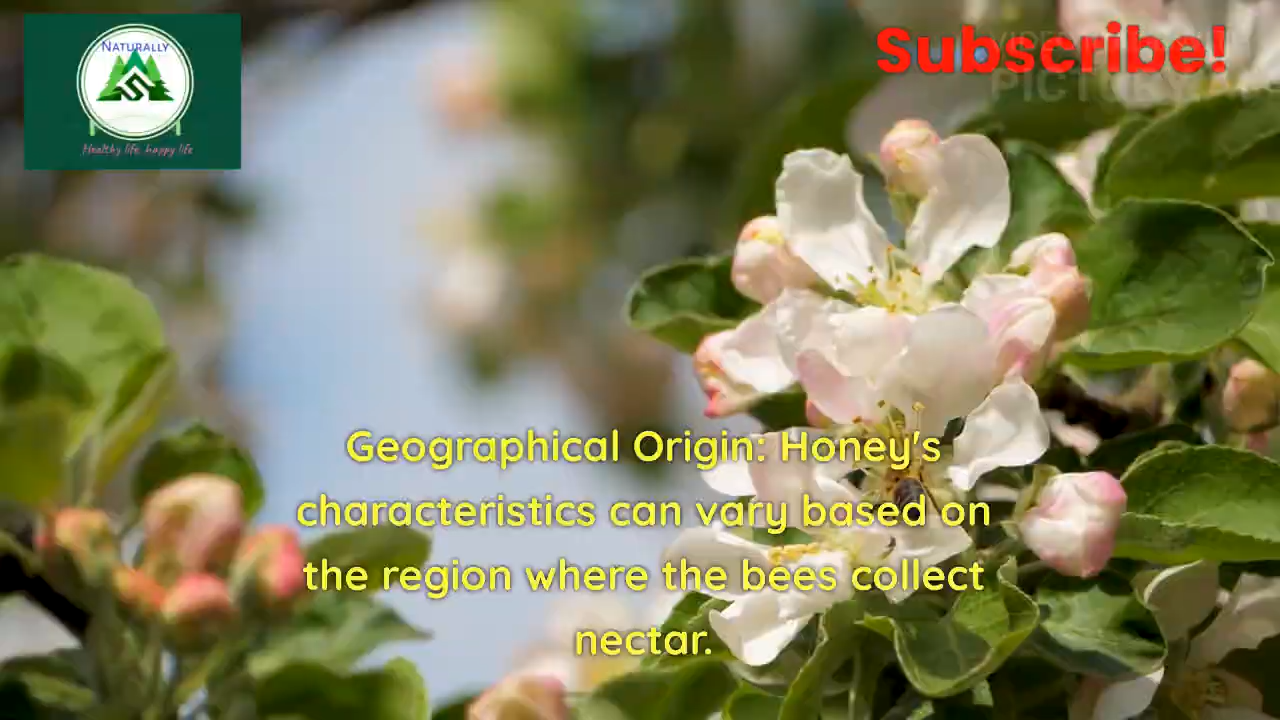 NATURALLY
Healthy life, happy life
Subscribe!
PICTORY
Geographical Origin: Honey's
characteristics can vary based on
the region where the bees collect
nectar.